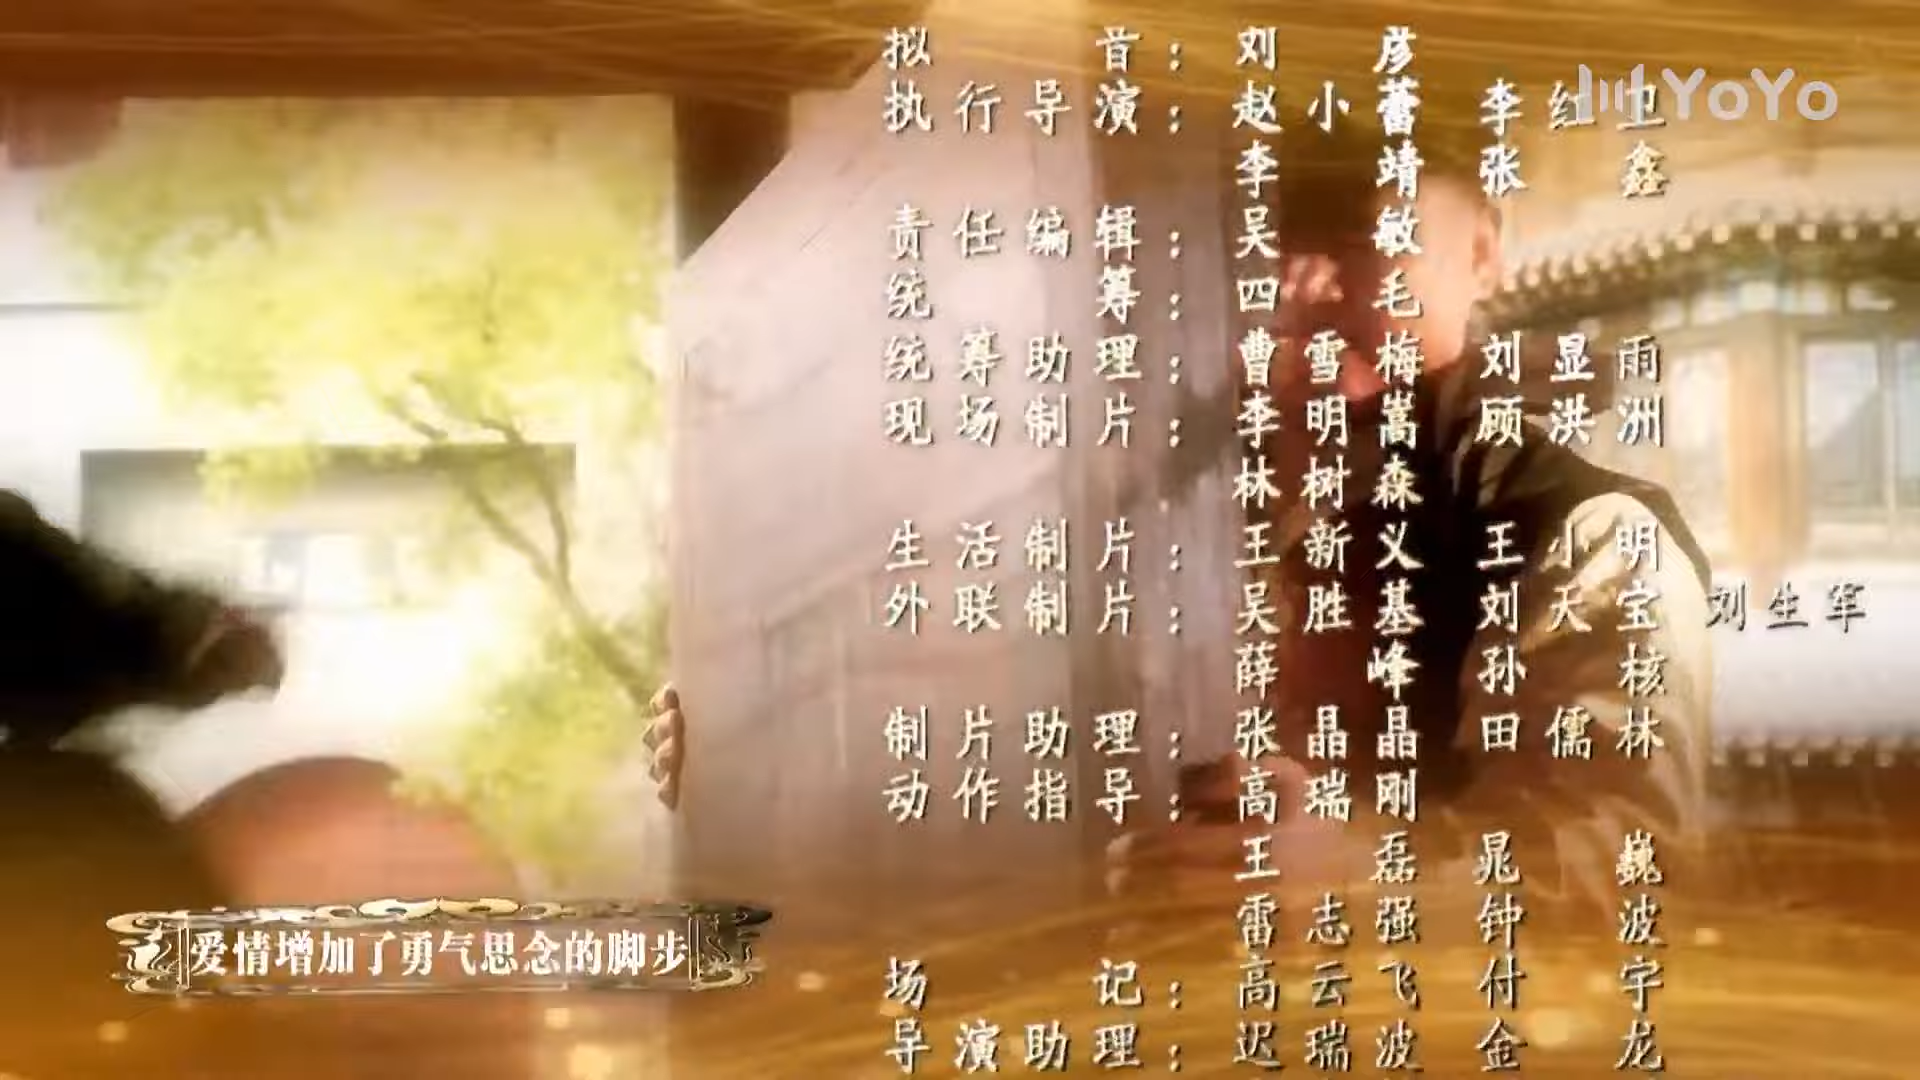 拟音：刘彦
YoYo
执行导演：赵小蕾 李红卫
李靖 张鑫
责任编辑：吴敏
统筹：四毛
统筹助理：曹雪梅 刘显雨
现场制片：李明嵩 顾洪洲
林树森
生活制片：王新义 王小明
外联制片：吴胜基 刘天宝 刘生军
薛峰 孙核
制片助理：张晶晶 田儒林
动作指导：高瑞刚
王磊 晁巍
雷志强 钟波
爱情增加了勇气思念的脚步
场记：高云飞 付宇
导演助理：迟瑞波 金龙